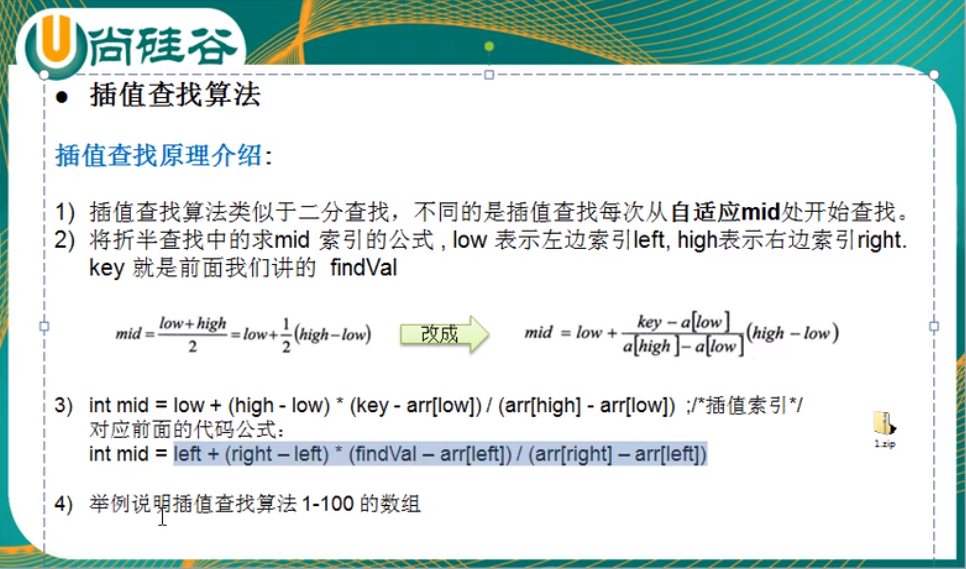 尚硅谷
● 插值查找算法
插值查找原理介绍:
1) 插值查找算法类似于二分查找，不同的是插值查找每次从自适应mid处开始查找。
2) 将折半查找中的求mid 索引的公式 , low 表示左边索引left, high表示右边索引right.
key 就是前面我们讲的 findVal
mid = (low+high)/2 = low + 1/2(high−low) 改成 mid = low + (key − a[low])/(a[high] − a[low])(high − low)
3) int mid = low + (high - low) * (key - arr[low]) / (arr[high] - arr[low]) ;/*插值索引*/
对应前面的代码公式：
int mid = left + (right – left) * (findVal – arr[left]) / (arr[right] – arr[left])
1.zip
4) 举例说明插值查找算法 1-100 的数组